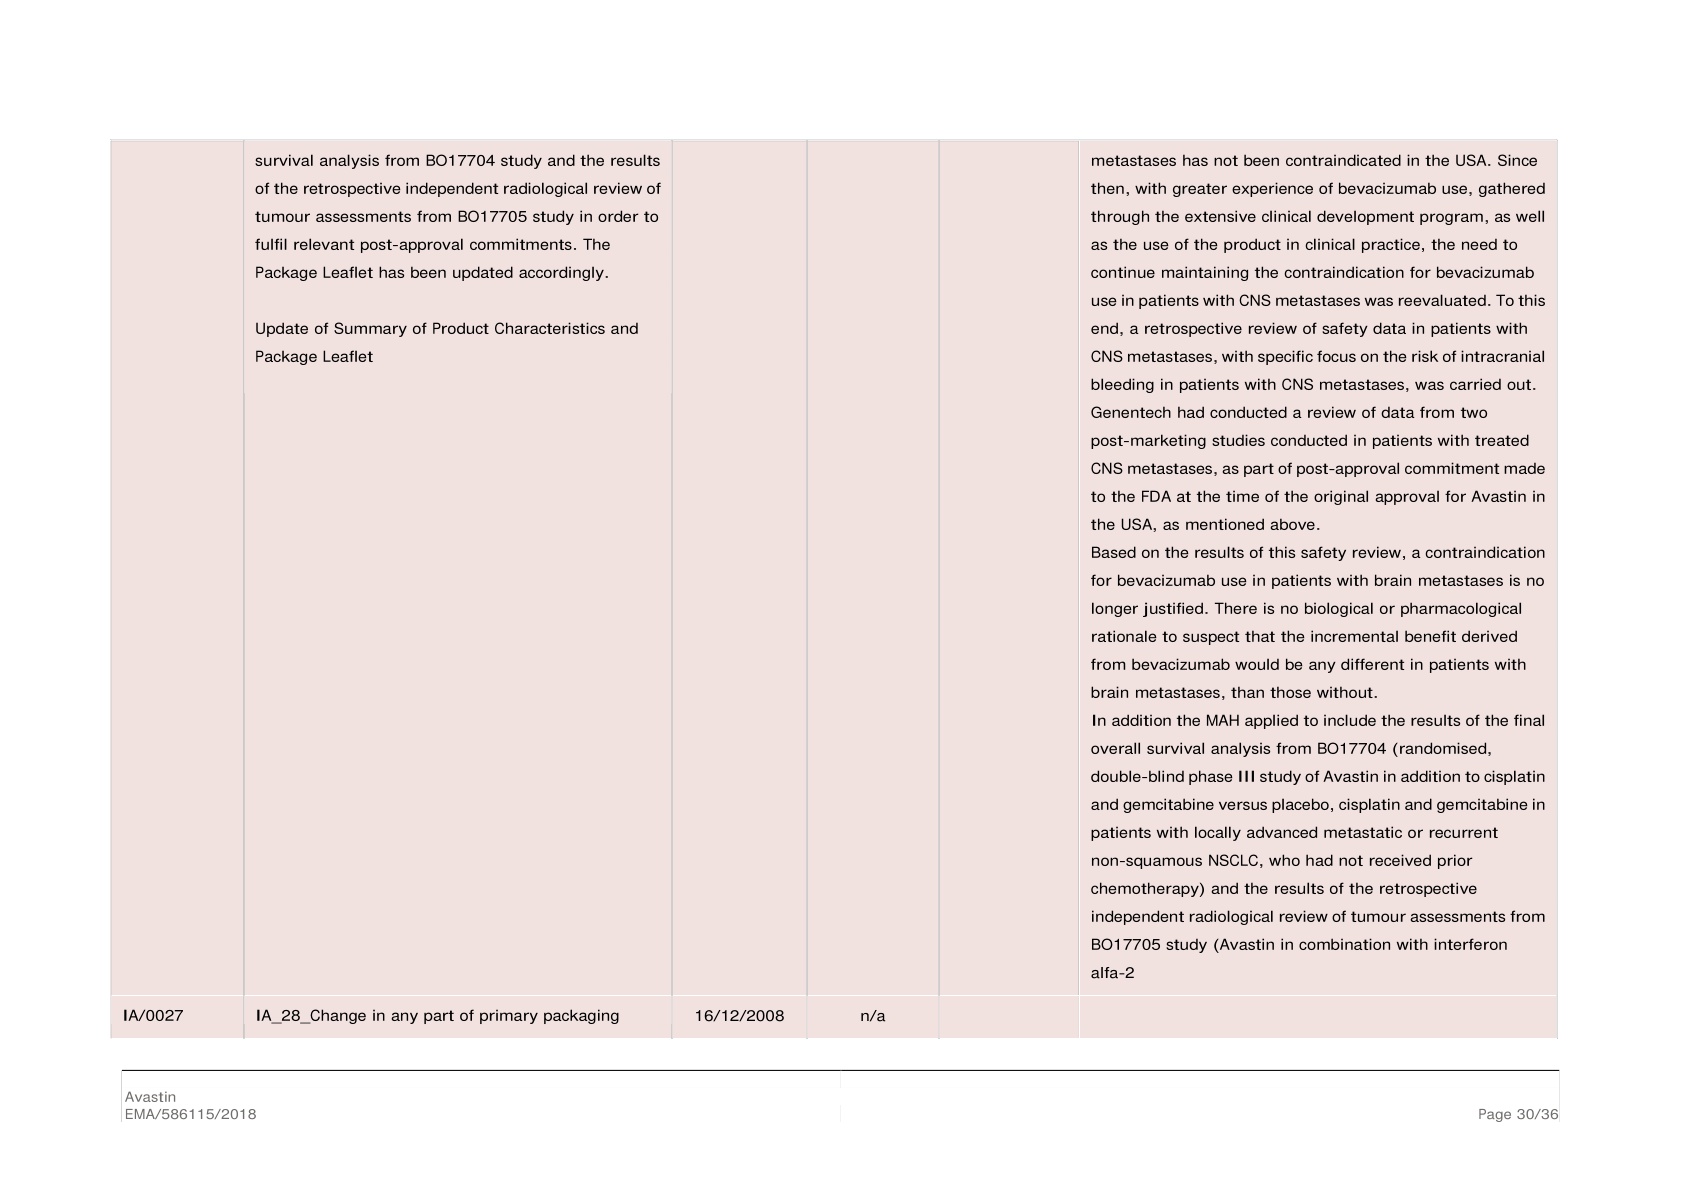 survival analysis from BO17704 study and the results
of the retrospective independent radiological review of
tumour assessments from BO17705 study in order to
fulfil relevant post-approval commitments. The
Package Leaflet has been updated accordingly.
Update of Summary of Product Characteristics and
Package Leaflet
metastases has not been contraindicated in the USA. Since
then, with greater experience of bevacizumab use, gathered
through the extensive clinical development program, as well
as the use of the product in clinical practice, the need to
continue maintaining the contraindication for bevacizumab
use in patients with CNS metastases was reevaluated. To this
end, a retrospective review of safety data in patients with
CNS metastases, with specific focus on the risk of intracranial
bleeding in patients with CNS metastases, was carried out.
Genentech had conducted a review of data from two
post-marketing studies conducted in patients with treated
CNS metastases, as part of post-approval commitment made
to the FDA at the time of the original approval for Avastin in
the USA, as mentioned above.
Based on the results of this safety review, a contraindication
for bevacizumab use in patients with brain metastases is no
longer justified. There is no biological or pharmacological
rationale to suspect that the incremental benefit derived
from bevacizumab would be any different in patients with
brain metastases, than those without.
In addition the MAH applied to include the results of the final
overall survival analysis from BO17704 (randomised,
double-blind phase III study of Avastin in addition to cisplatin
and gemcitabine versus placebo, cisplatin and gemcitabine in
patients with locally advanced metastatic or recurrent
non-squamous NSCLC, who had not received prior
chemotherapy) and the results of the retrospective
independent radiological review of tumour assessments from
BO17705 study (Avastin in combination with interferon
alfa-2
IA/0027 IA_28_Change in any part of primary packaging 16/12/2008 n/a
Avastin
EMA/586115/2018 Page 30/36